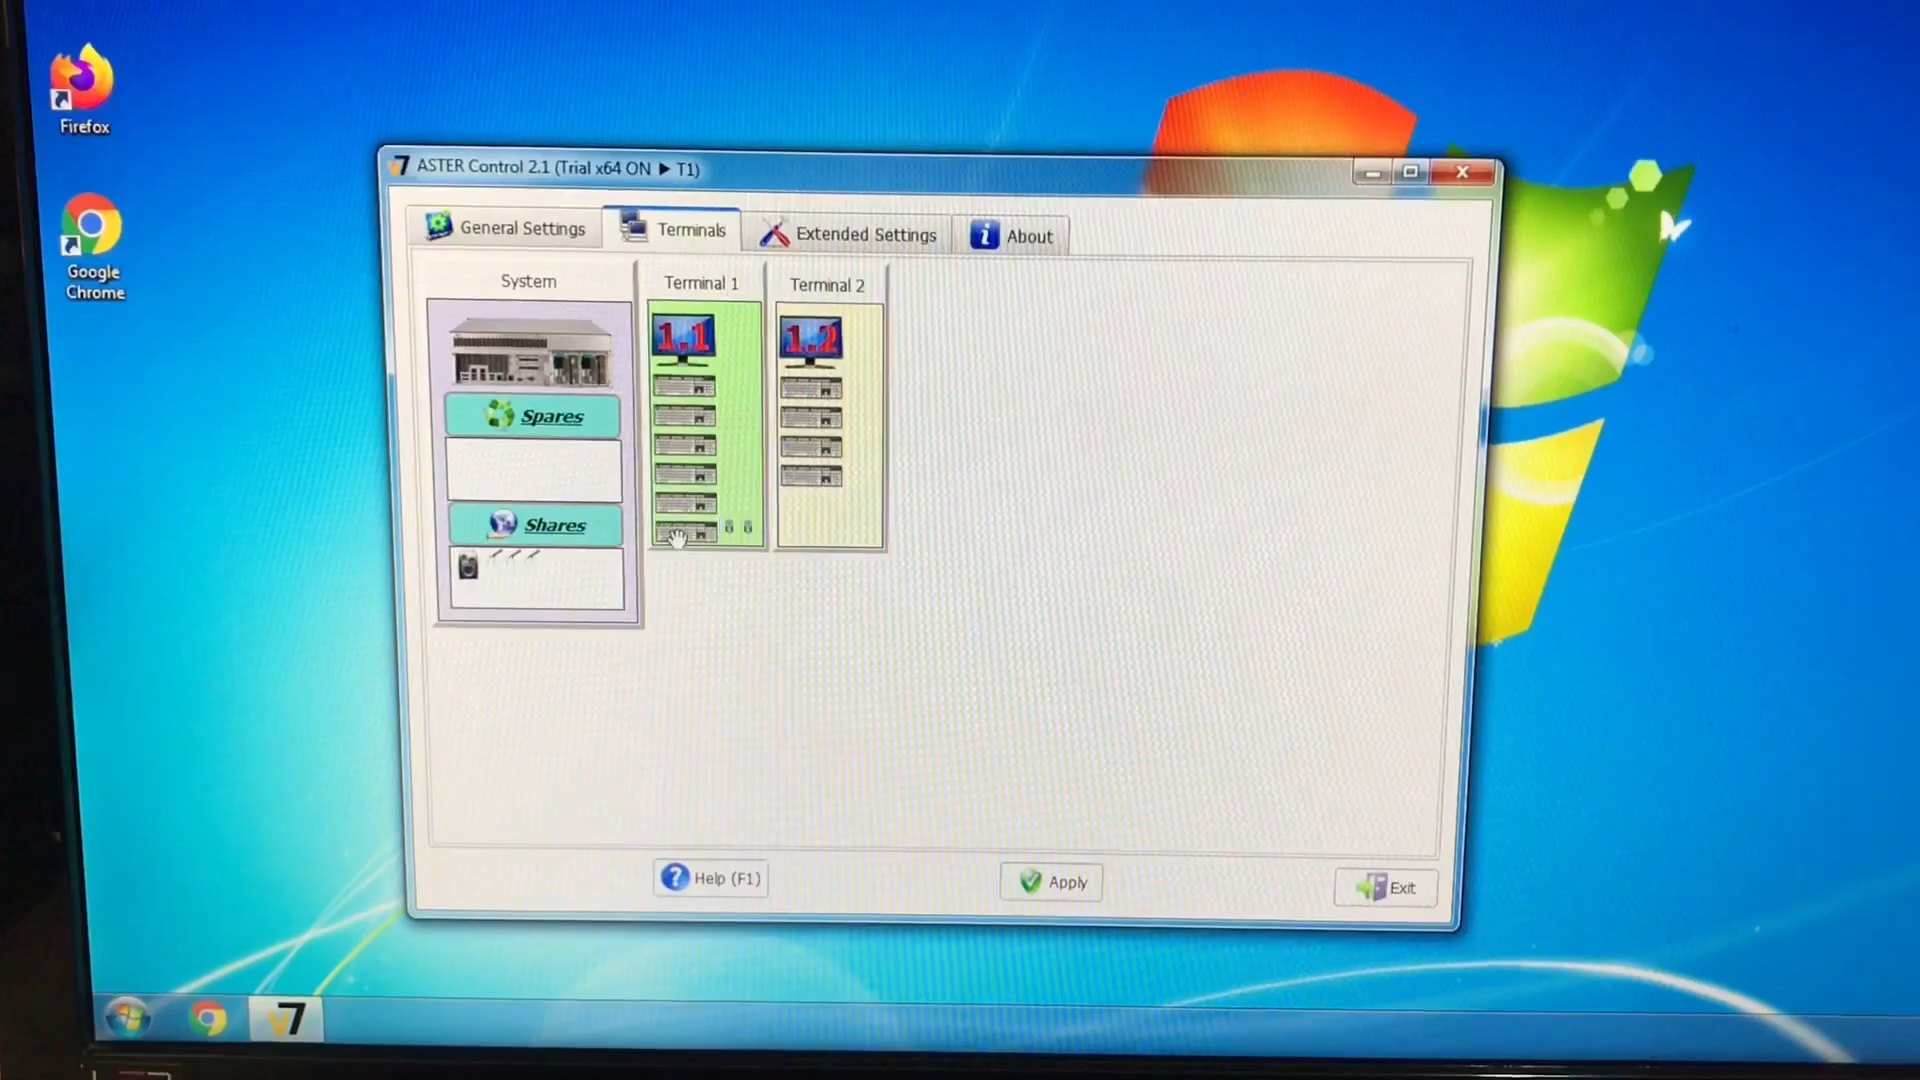 Firefox
Google
Chrome
ASTER Control 2.1 (Trial x64 ON ▶ T1)
General Settings
Terminals
Extended Settings
About
System
Terminal 1
Terminal 2
1.1
1.2
Spares
Shares
Help (F1)
Apply
Exit
7